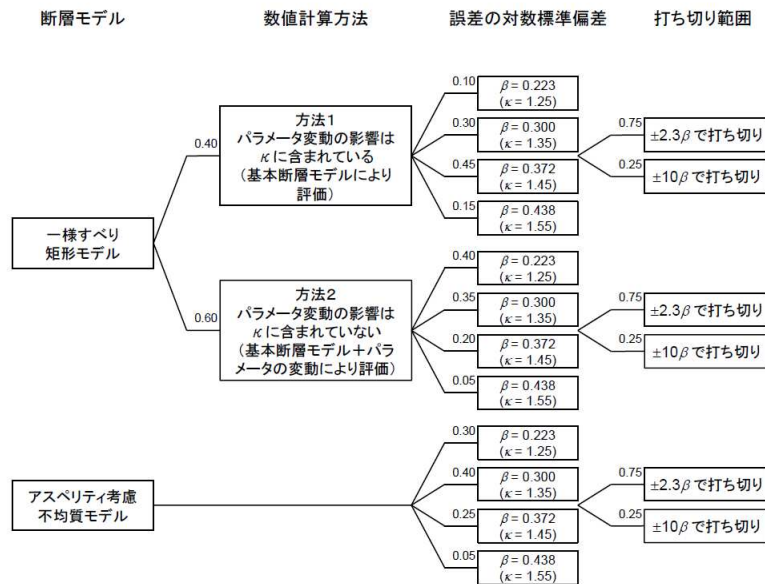 断層モデル
数値計算方法
誤差の対数標準偏差
打ち切り範囲
一様すべり
矩形モデル
0.40
方法1
パラメータ変動の影響は
κに含まれている
(基本断層モデルにより
評価)
0.10
β = 0.223
(κ = 1.25)
0.30
β = 0.300
(κ = 1.35)
0.45
β = 0.372
(κ = 1.45)
0.15
β = 0.438
(κ = 1.55)
0.75
±2.3βで打ち切り
0.25
±10βで打ち切り
0.60
方法2
パラメータ変動の影響は
κに含まれていない
(基本断層モデル+パラ
メータの変動により評価)
0.40
β = 0.223
(κ = 1.25)
0.35
β = 0.300
(κ = 1.35)
0.20
β = 0.372
(κ = 1.45)
0.05
β = 0.438
(κ = 1.55)
0.75
±2.3βで打ち切り
0.25
±10βで打ち切り
アスペリティ考慮
不均質モデル
0.30
β = 0.223
(κ = 1.25)
0.40
β = 0.300
(κ = 1.35)
0.25
β = 0.372
(κ = 1.45)
0.05
β = 0.438
(κ = 1.55)
0.75
±2.3βで打ち切り
0.25
±10βで打ち切り